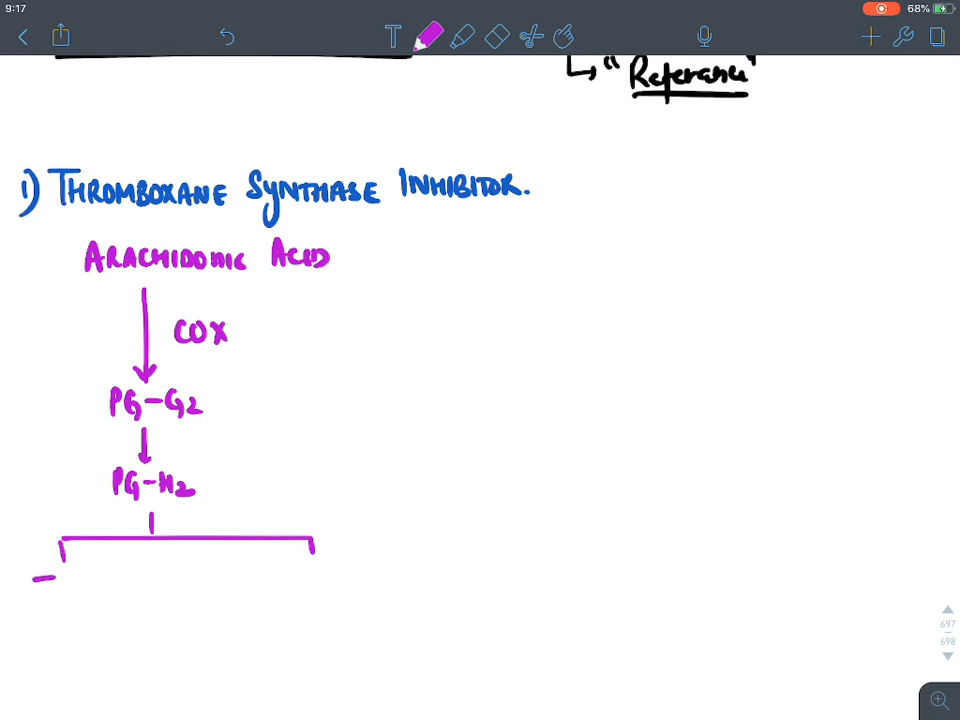 9:17
68%
T
"Reference"
1) THROMBOXANE SYNTHASE INHIBITOR.
ARACHIDONIC ACID
COX
PG-G2
PG-H2
697
698